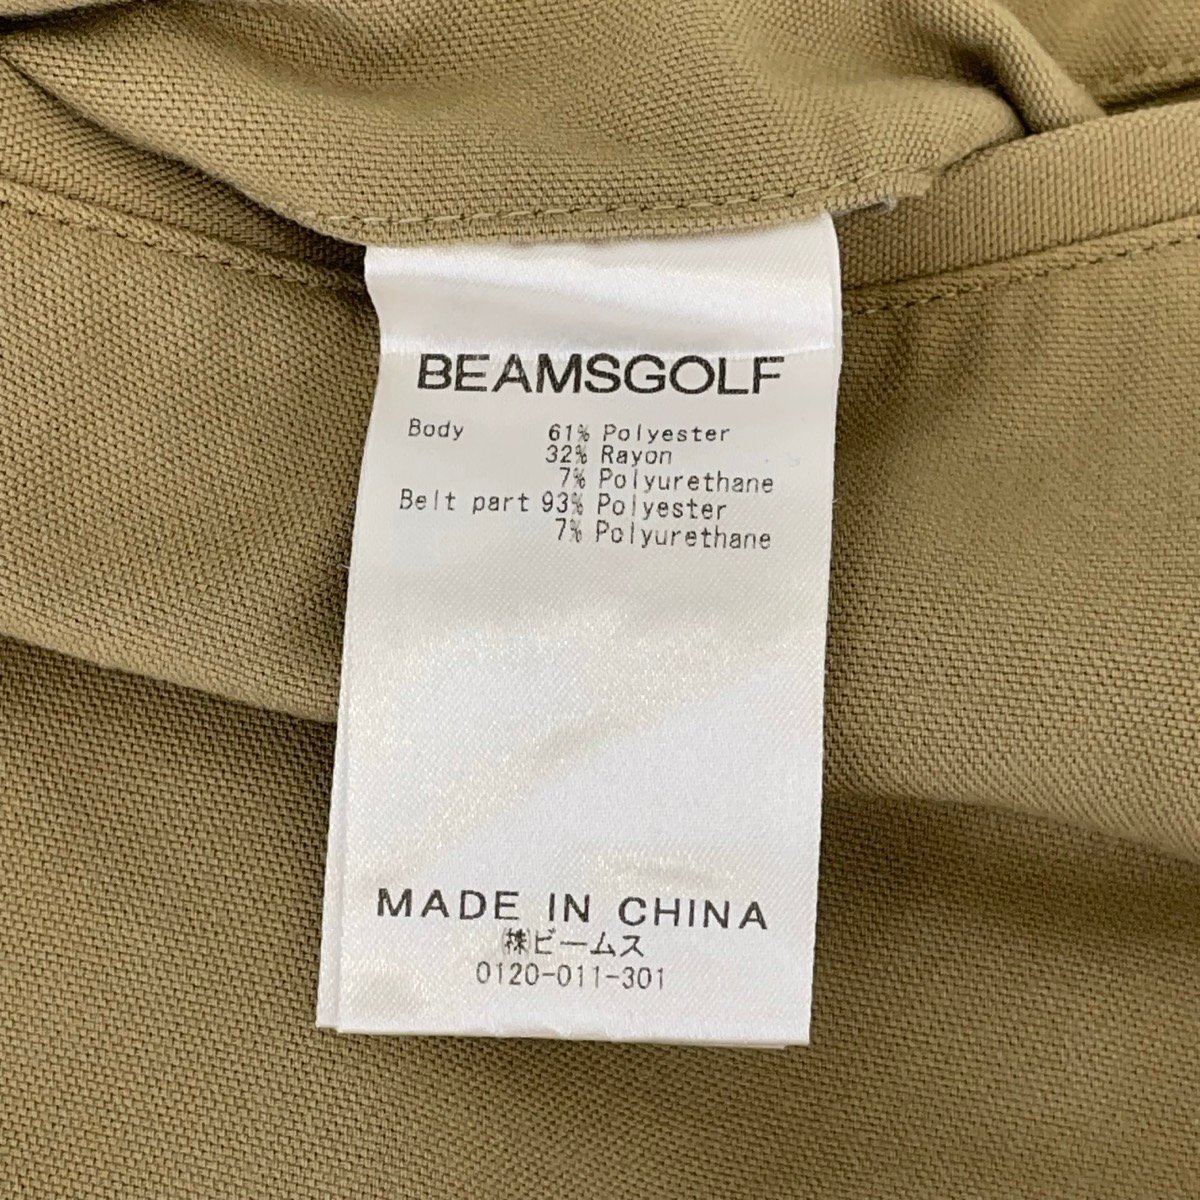 BEAMSGOLF
Body 61% Polyester
32% Rayon
7% Polyurethane
Belt part 93% Polyester
7% Polyurethane
MADE IN CHINA
㈱ビームス
0120-011-301